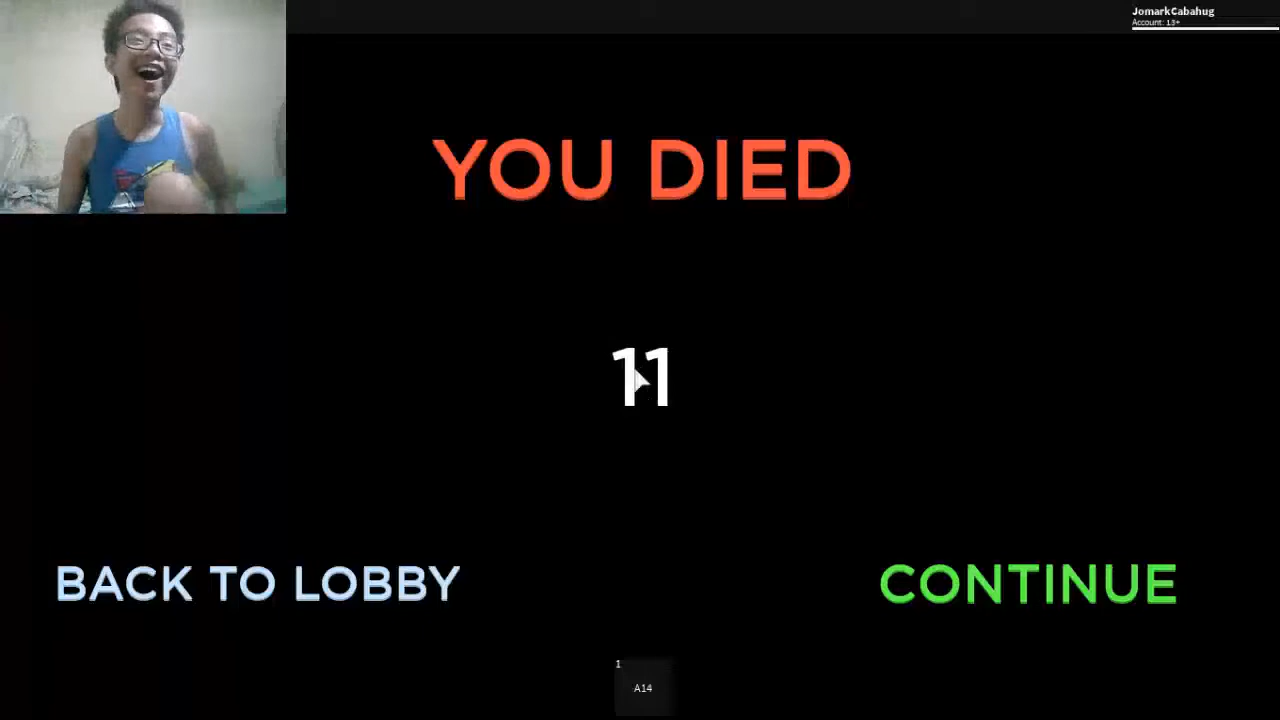 JomarkCabahug
Account: 13+
YOU DIED
11
BACK TO LOBBY
CONTINUE
1
A14